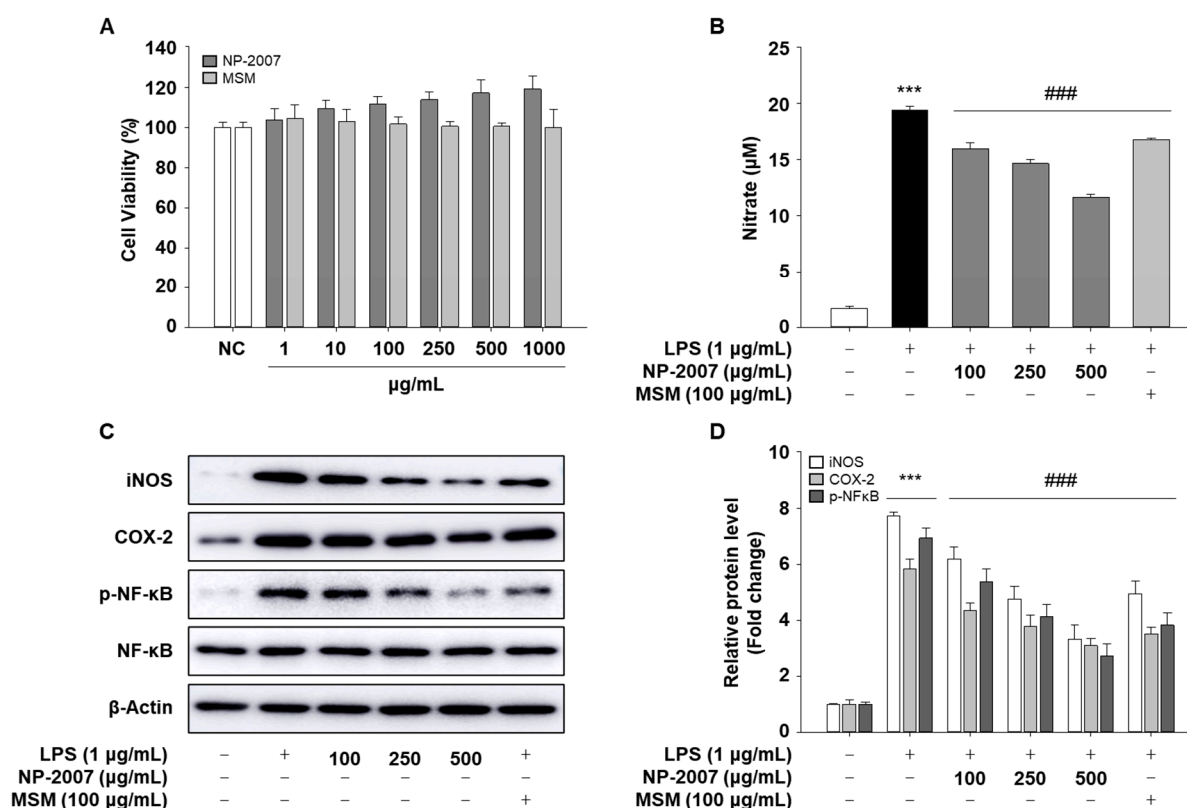 A
140
120
100
80
60
40
20
0
Cell Viability (%)
NP-2007
MSM
NC 1 10 100 250 500 1000
µg/mL
B
25
20
15
10
5
0
Nitrate (µM)
***
###
LPS (1 µg/mL) – + + + + +
NP-2007 (µg/mL) – – 100 250 500 –
MSM (100 µg/mL) – – – – – +
C
iNOS
COX-2
p-NF-κB
NF-κB
β-Actin
LPS (1 µg/mL) – + 100 250 500 +
NP-2007 (µg/mL) – – – – – –
MSM (100 µg/mL) – – – – – +
D
10
8
6
4
2
0
Relative protein level
(Fold change)
iNOS
COX-2
p-NFκB
***
###
LPS (1 µg/mL) – + + + + +
NP-2007 (µg/mL) – – 100 250 500 –
MSM (100 µg/mL) – – – – – +